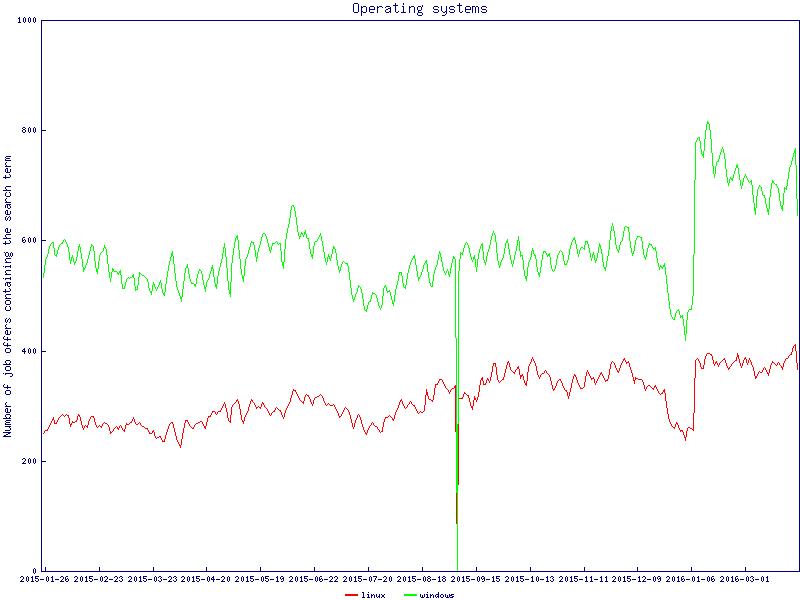 Operating systems
Number of job offers containing the search term
1000
800
600
400
200
0
2015-01-26 2015-02-23 2015-03-23 2015-04-20 2015-05-19 2015-06-22 2015-07-20 2015-08-18 2015-09-15 2015-10-13 2015-11-11 2015-12-09 2016-01-06 2016-03-01
linux windows